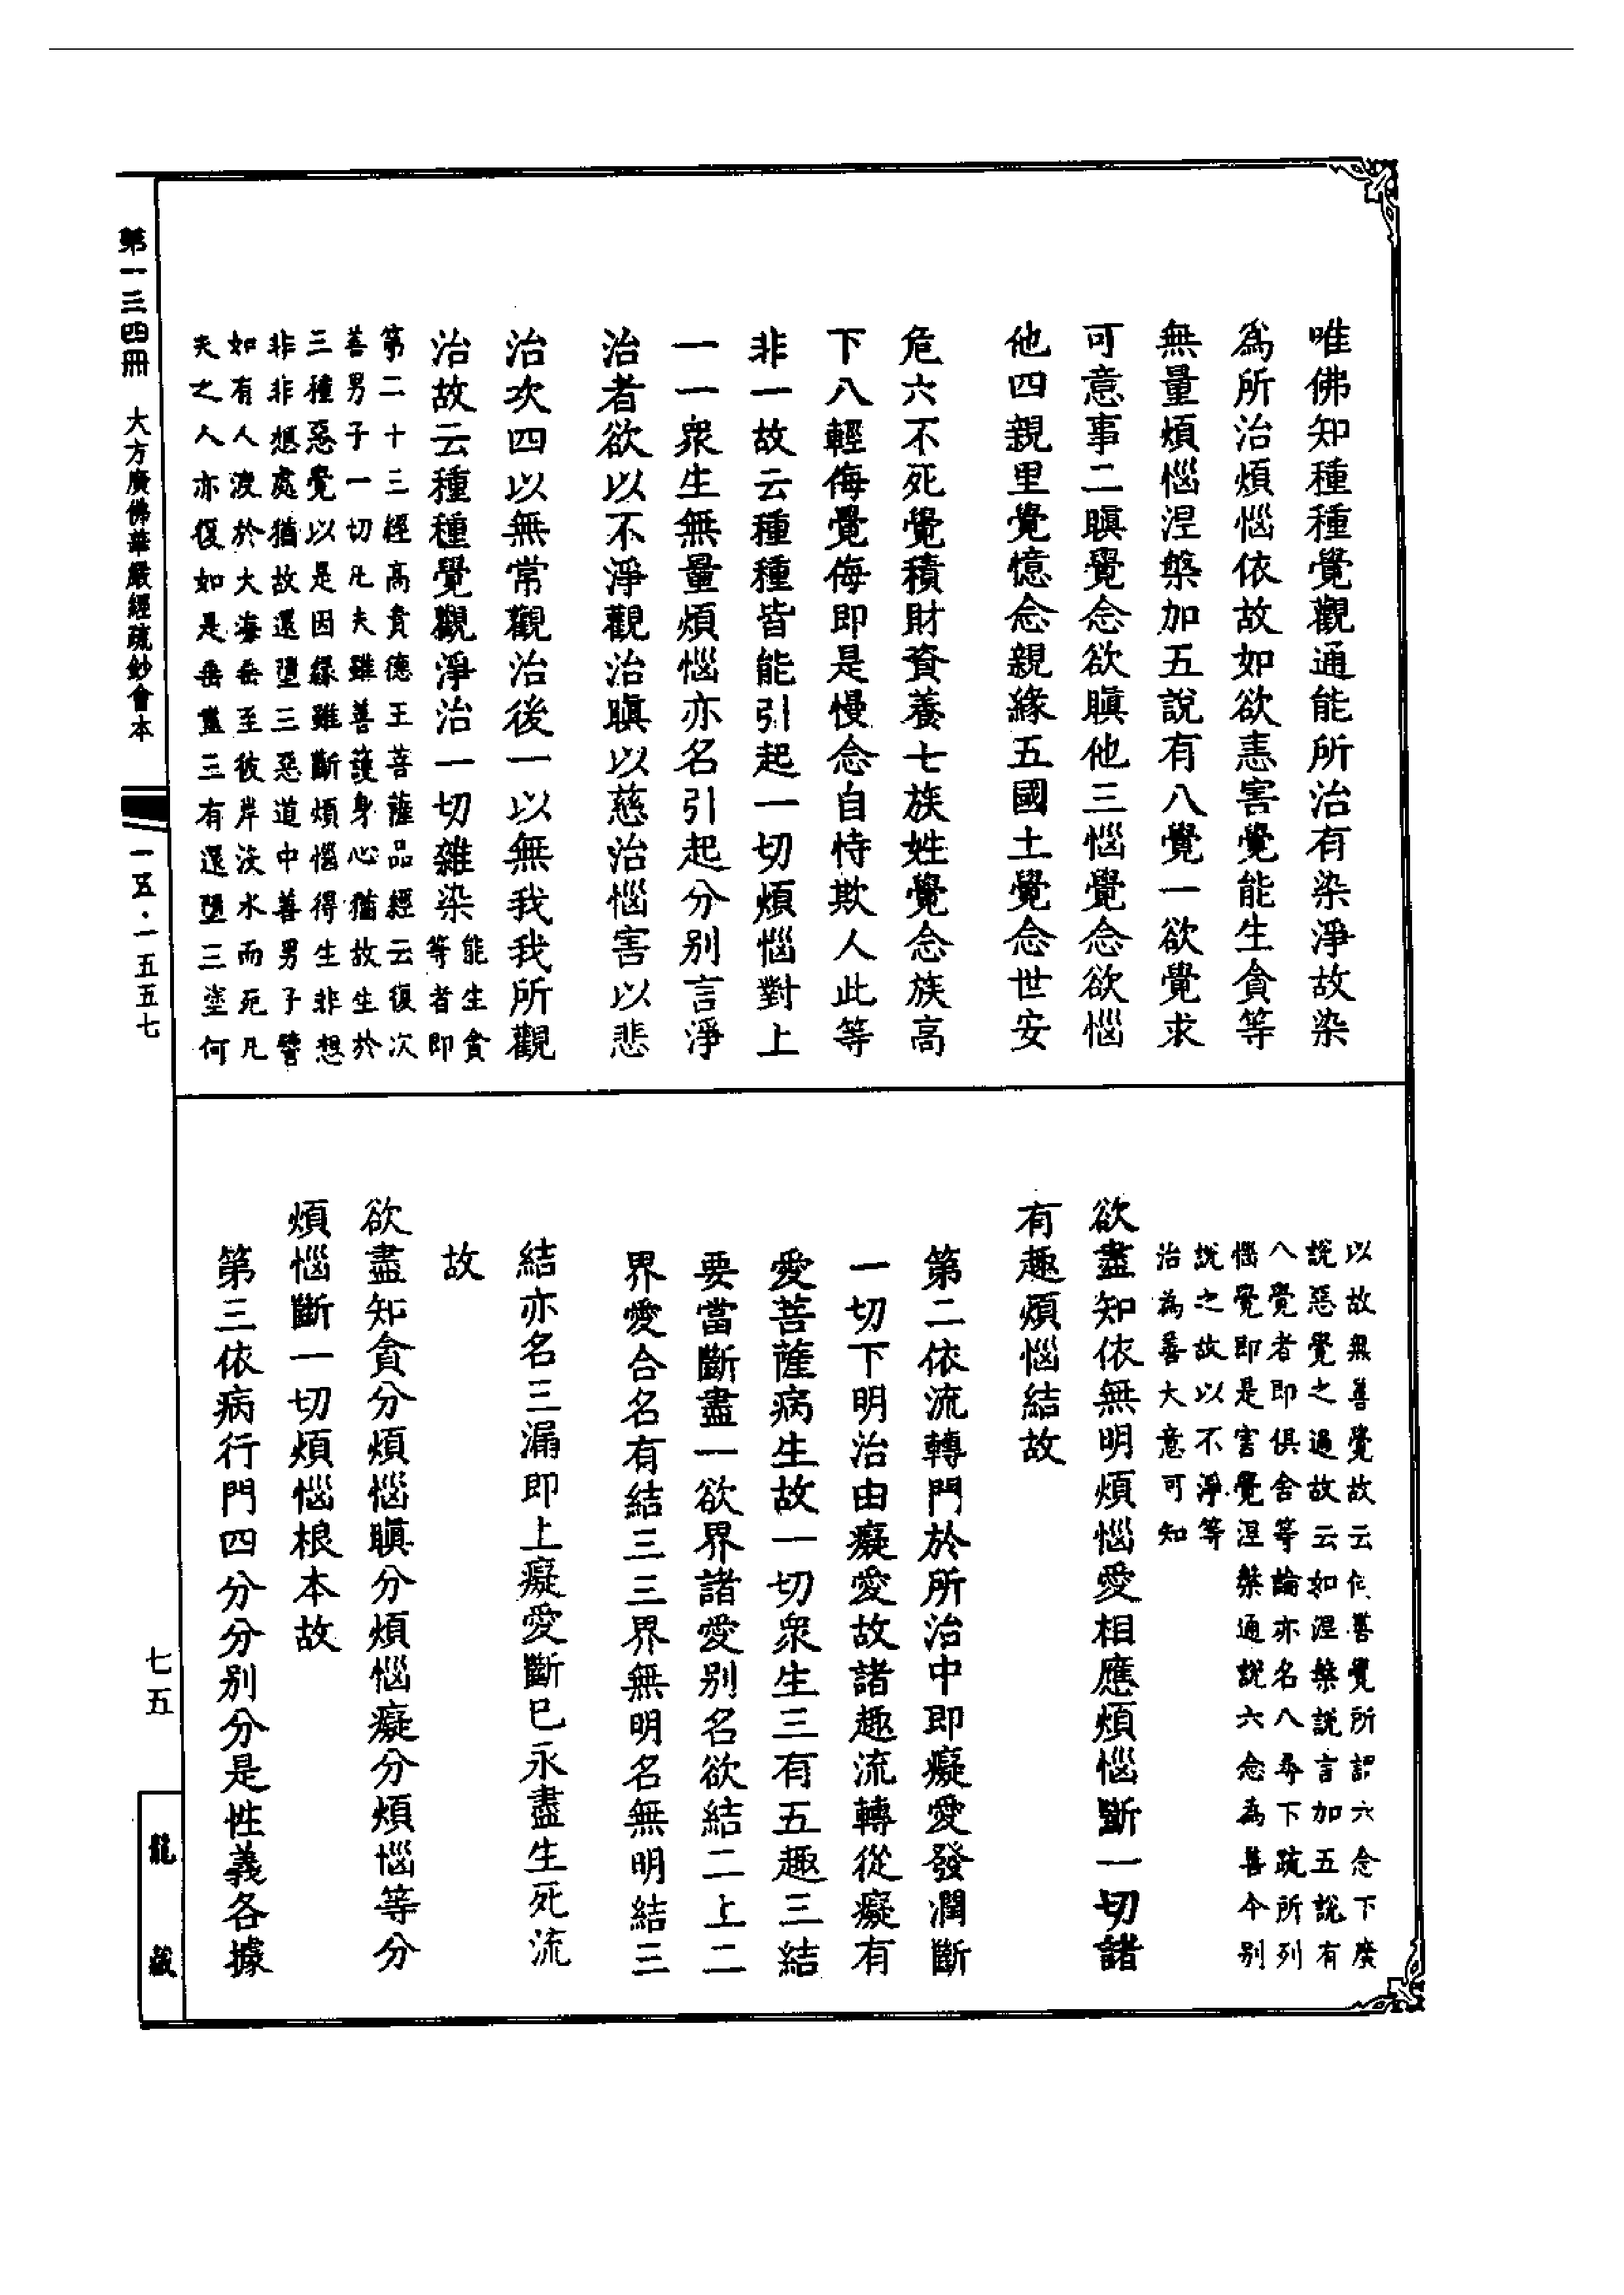 唯佛知種種覺觀通能所治有染淨故染
為所治煩惱依故如欲恚害覺能生貪等
無量煩惱涅槃加五說有八覺一欲覺求
可意事二瞋覺念欲瞋他三惱覺念欲惱
他四親里覺憶念親緣五國土覺念世安
危六不死覺積財資養七族姓覺念族高
下八輕侮覺侮即是慢念自恃欺人此等
非一故云種種皆能引起一切煩惱對上
一一眾生無量煩惱亦名引起分別言淨
治者欲以不淨觀治瞋以慈治惱害以悲
治次四以無常觀治後一以無我我所觀
治故云種種覺觀淨治一切雜染能生貪
等者即
第二十三經高貴德王菩薩品經云復次
善男子一切凡夫雖善護身心猶故生於
三種惡覺以是因緣雖斷煩惱得生非想
非非想處猶故還墮三惡道中善男子譬
如有人渡於大海垂至彼岸沒水而死凡
夫之人亦復如是垂盡三有還墮三塗何
以故無善覺故云何善覺所謂六念下廣
說惡覺之過故云如涅槃說言加五說有
八覺者即俱舍等論亦名八尋下疏所列
惱覺即是害覺涅槃通說六念為善今別
說之故以不淨等
治為善大意可知
欲盡知依無明煩惱愛相應煩惱斷一切諸
有趣煩惱結故
第二依流轉門於所治中即癡愛發潤斷
一切下明治由癡愛故諸趣流轉從癡有
愛菩薩病生故一切眾生三有五趣三結
要當斷盡一欲界諸愛別名欲結二上二
界愛合名有結三三界無明名無明結三
結亦名三漏即上癡愛斷已永盡生死流
故
欲盡知貪分煩惱瞋分煩惱癡分煩惱等分
煩惱斷一切煩惱根本故
第三依病行門四分分別分是性義各據
第一三四冊 大方廣佛華嚴經疏鈔會本 一五·一五五七
七五
龍藏